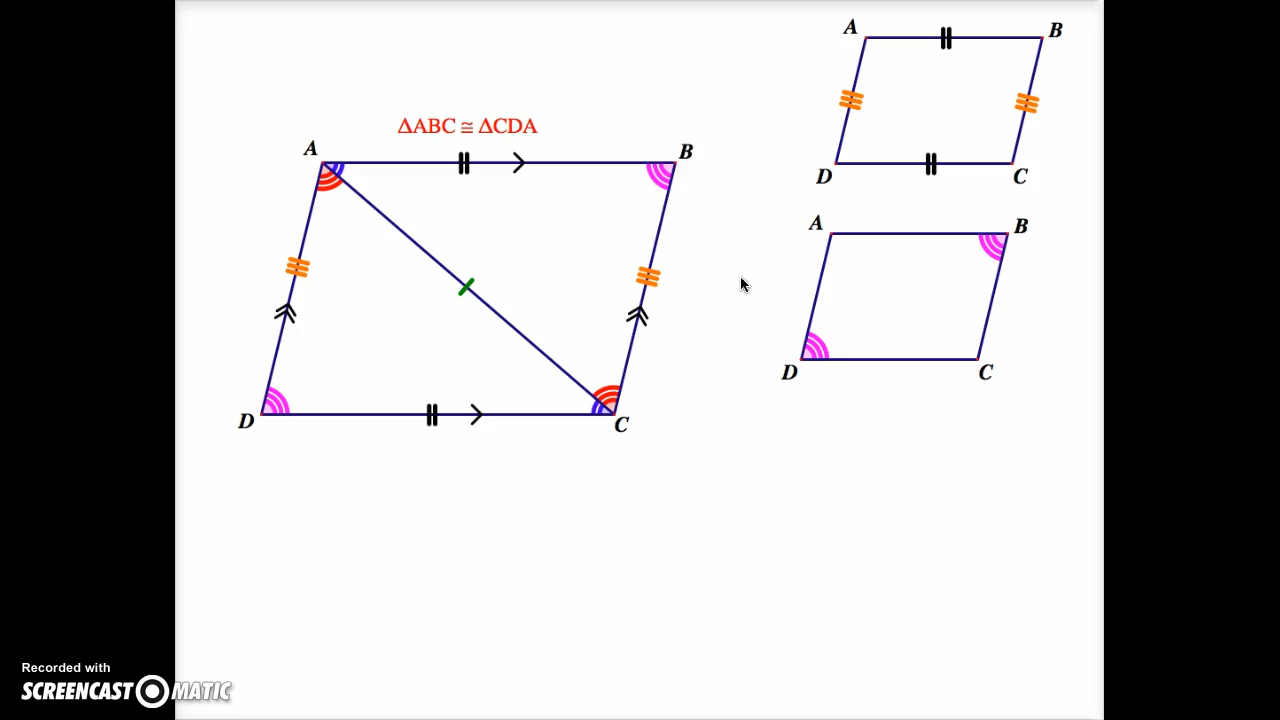 ΔABC ≅ ΔCDA
A
B
D
C
A
B
D
C
A
B
D
C
Recorded with
SCREENCAST MATIC